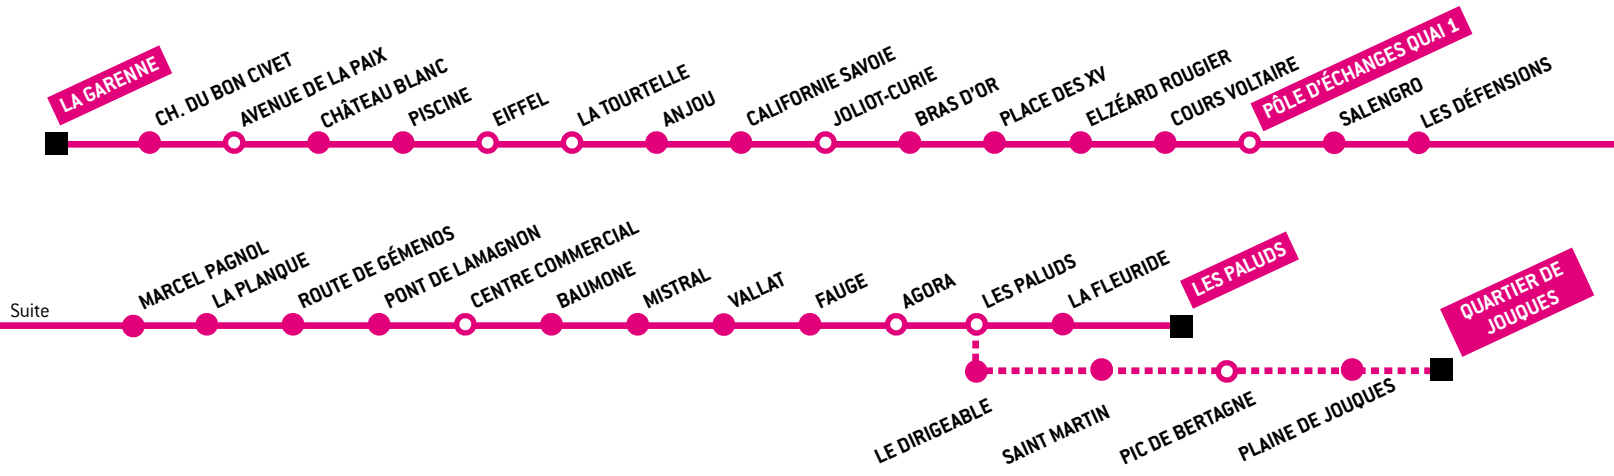 LA GARENNE
CH. DU BON CIVET
AVENUE DE LA PAIX
CHÂTEAU BLANC
PISCINE
EIFFEL
LA TOURTELLE
ANJOU
CALIFORNIE SAVOIE
JOLIOT-CURIE
BRAS D'OR
PLACE DES XV
ELZÉARD ROUGIER
COURS VOLTAIRE
PÔLE D'ÉCHANGES QUAI 1
SALENGRO
LES DÉFENSIONS
Suite
MARCEL PAGNOL
LA PLANQUE
ROUTE DE GÉMENOS
PONT DE LAMAGNON
CENTRE COMMERCIAL
BAUMONE
MISTRAL
VALLAT
FAUGE
AGORA
LES PALUDS
LA FLEURIDE
LES PALUDS
QUARTIER DE
JOUQUES
LE DIRIGEABLE
SAINT MARTIN
PIC DE BERTAGNE
PLAINE DE JOUQUES